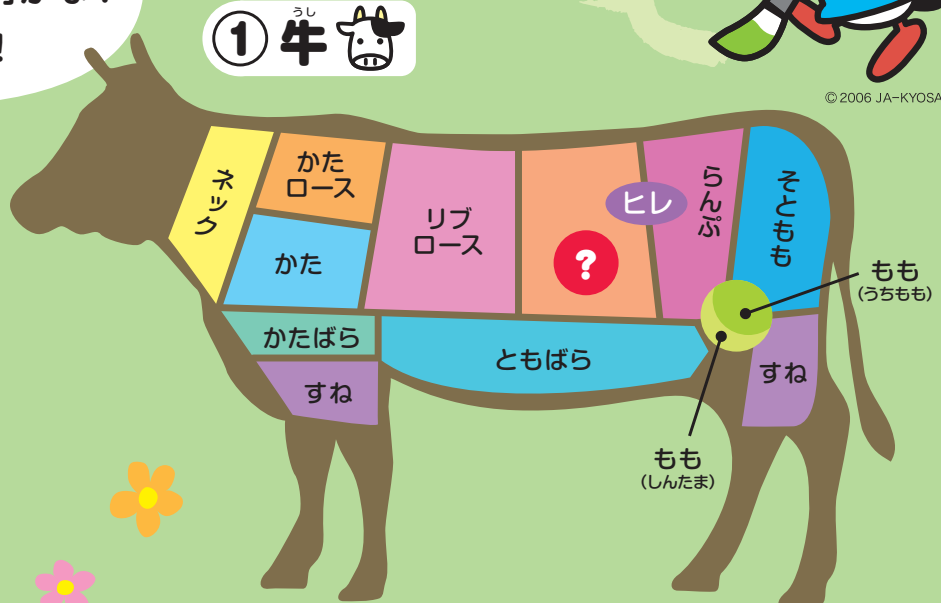 !
① 牛
うし
© 2006 JA-KYOSA
ネック
かた
ロース
かた
リブ
ロース
?
ヒレ
らんぷ
そともも
もも
(うちもも)
かたばら
ともばら
すね
すね
もも
(しんたま)